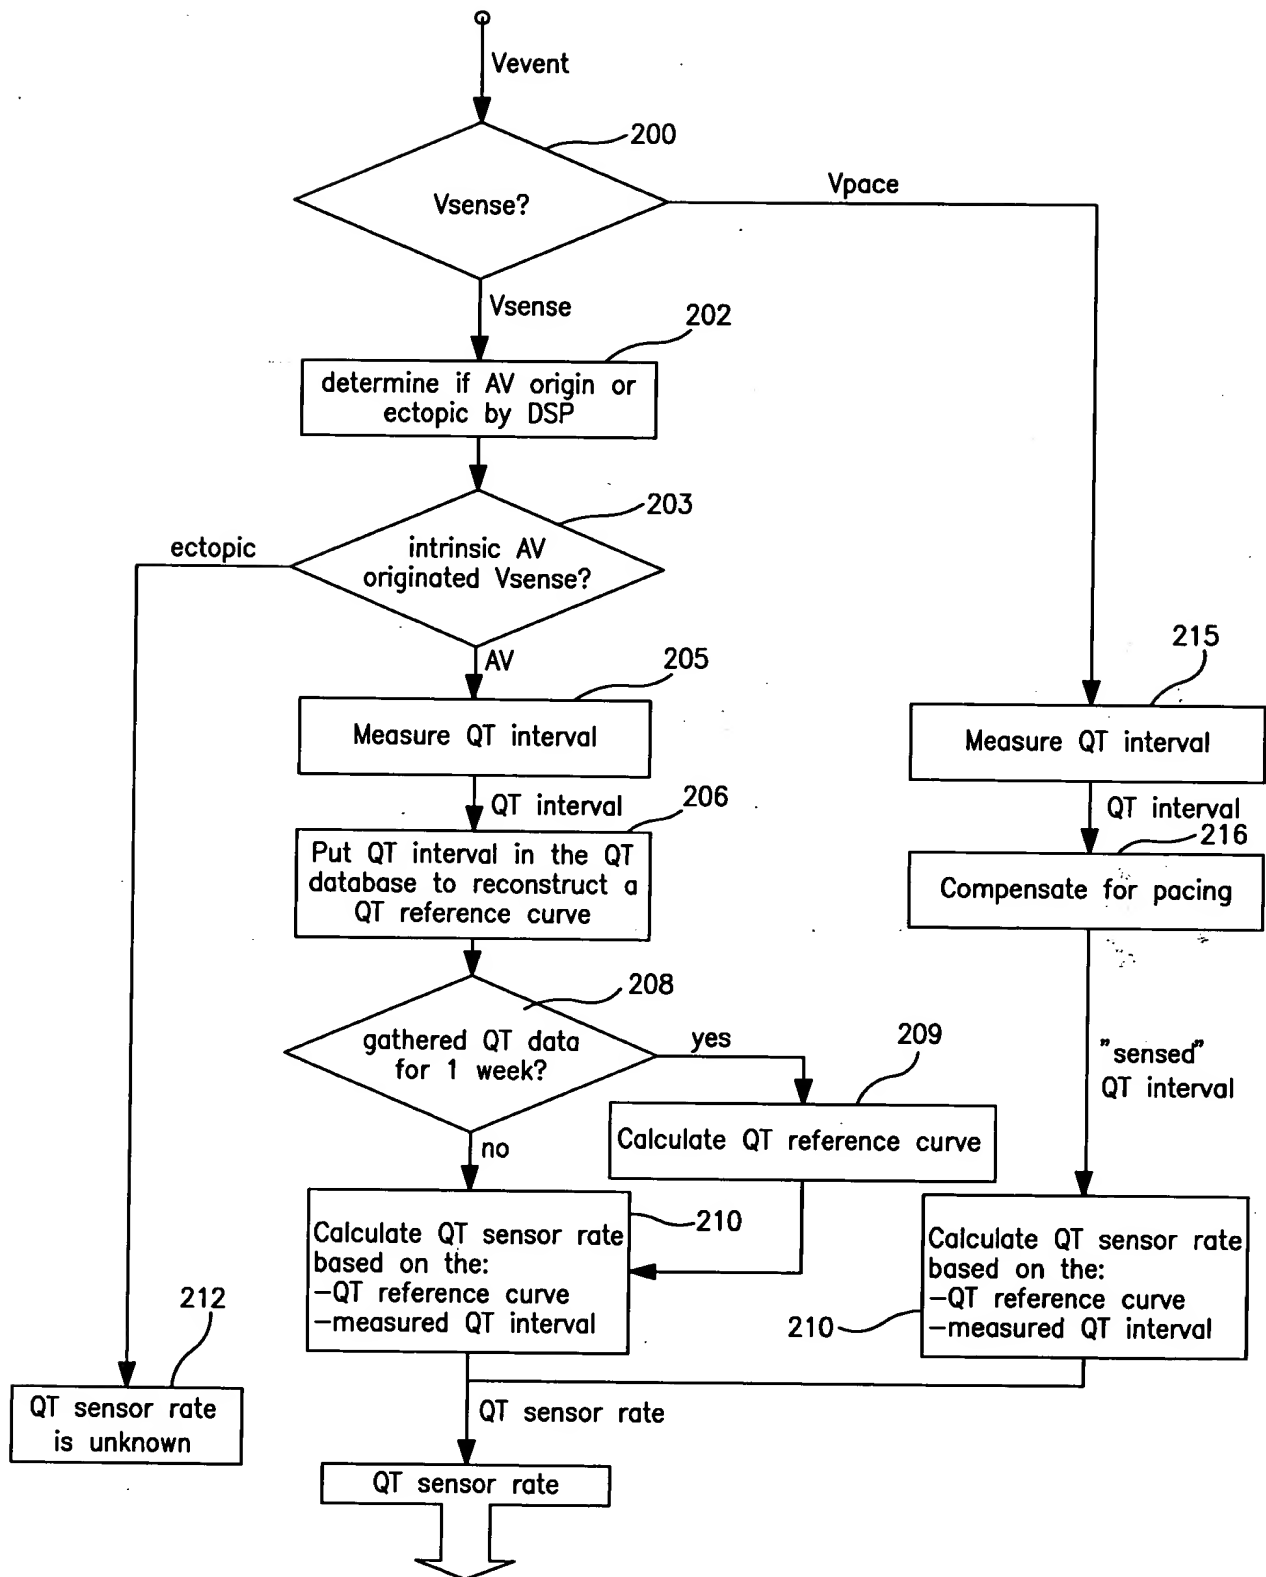 Vevent
200
Vsense?
Vpace
Vsense
202
determine if AV origin or
ectopic by DSP
203
ectopic
intrinsic AV
originated Vsense?
AV
205
215
Measure QT interval
Measure QT interval
QT interval
206
QT interval
216
Put QT interval in the QT
database to reconstruct a
QT reference curve
Compensate for pacing
208
gathered QT data
for 1 week?
yes
209
"sensed"
QT interval
no
Calculate QT reference curve
210
Calculate QT sensor rate
based on the:
-QT reference curve
-measured QT interval
Calculate QT sensor rate
based on the:
-QT reference curve
-measured QT interval
210
212
QT sensor rate
is unknown
QT sensor rate
QT sensor rate